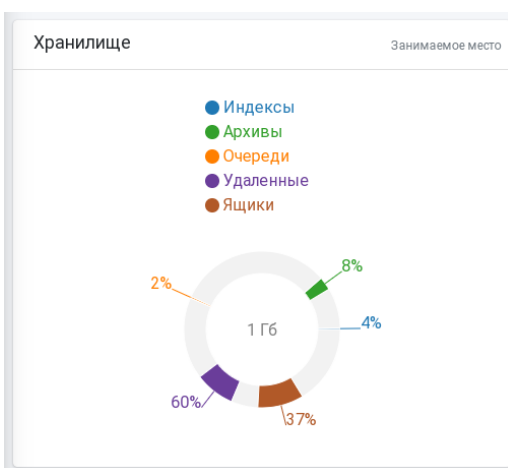 Хранилище
Занимаемое место
Индексы
Архивы
Очереди
Удаленные
Ящики
8%
2%
4%
1 Гб
60%
37%